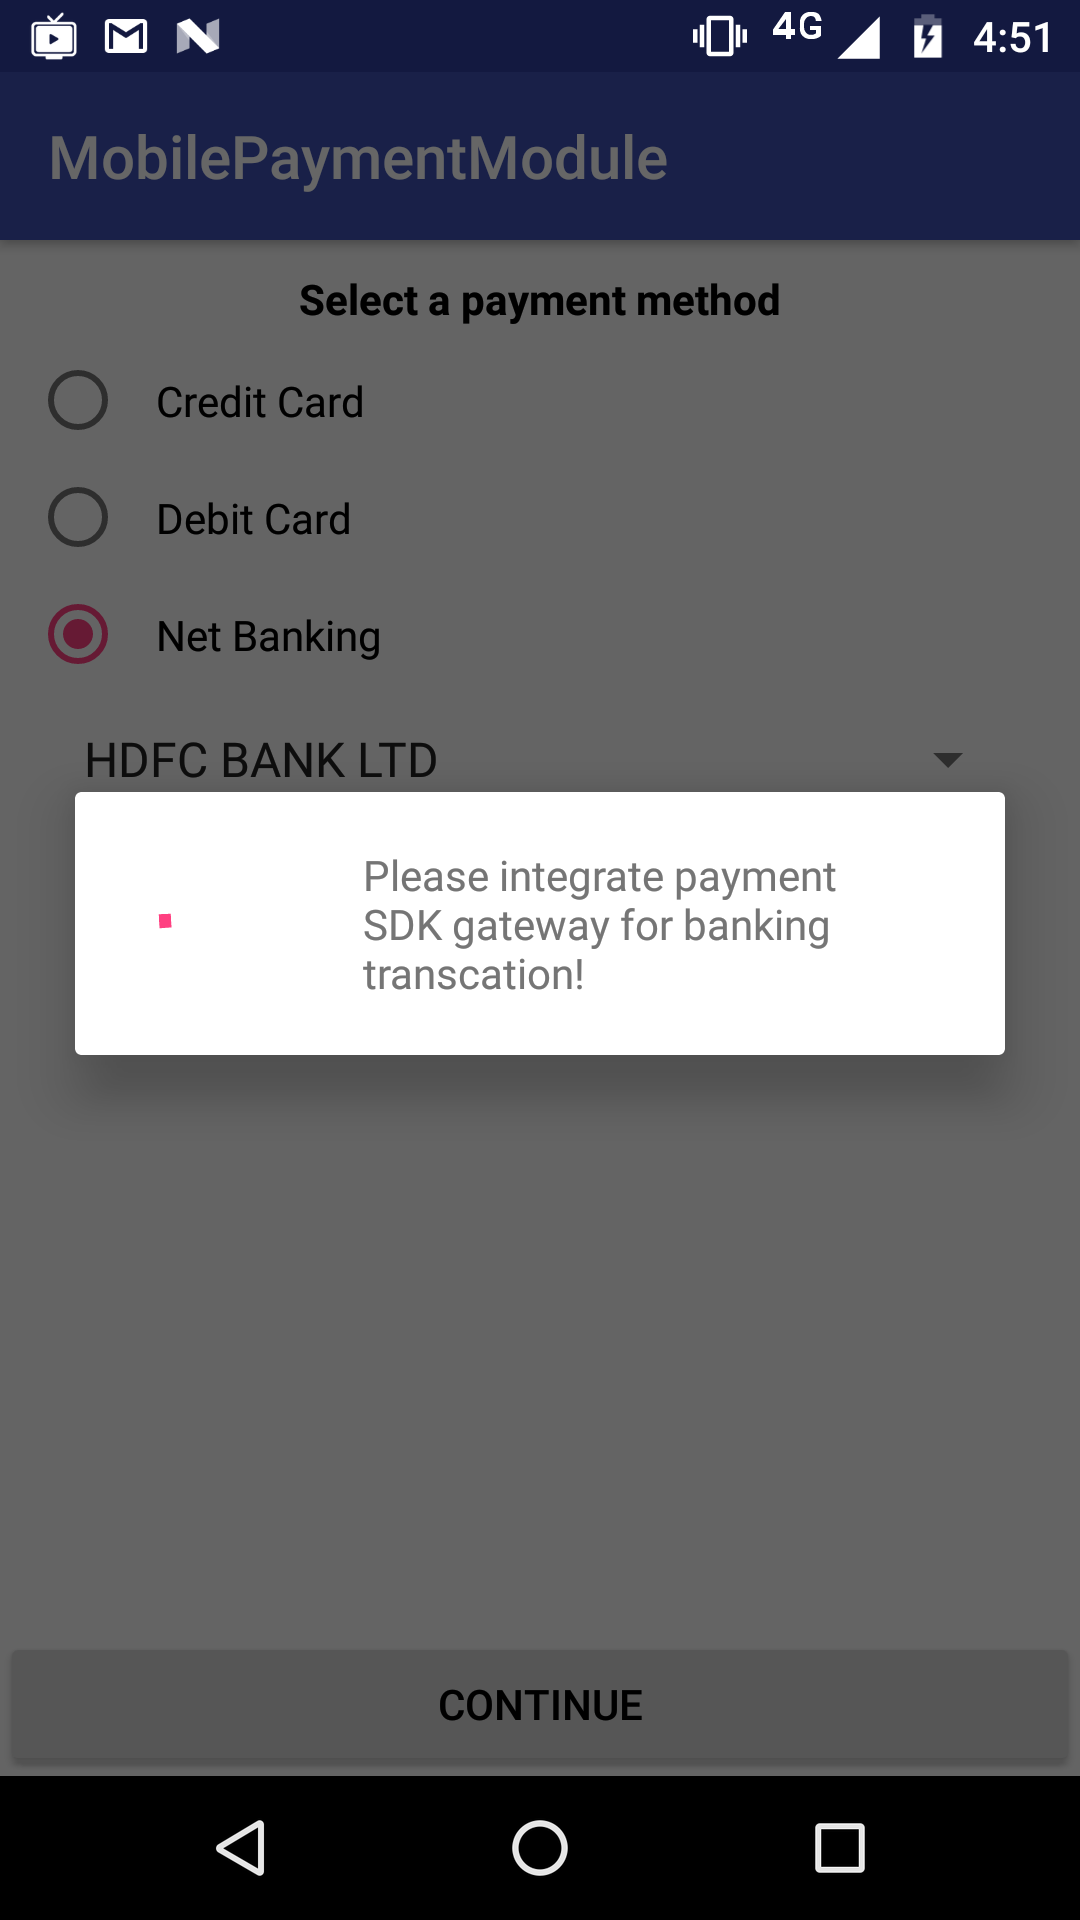 4G 4:51
MobilePaymentModule
Select a payment method
Credit Card
Debit Card
Net Banking
HDFC BANK LTD
Please integrate payment
SDK gateway for banking
transcation!
CONTINUE